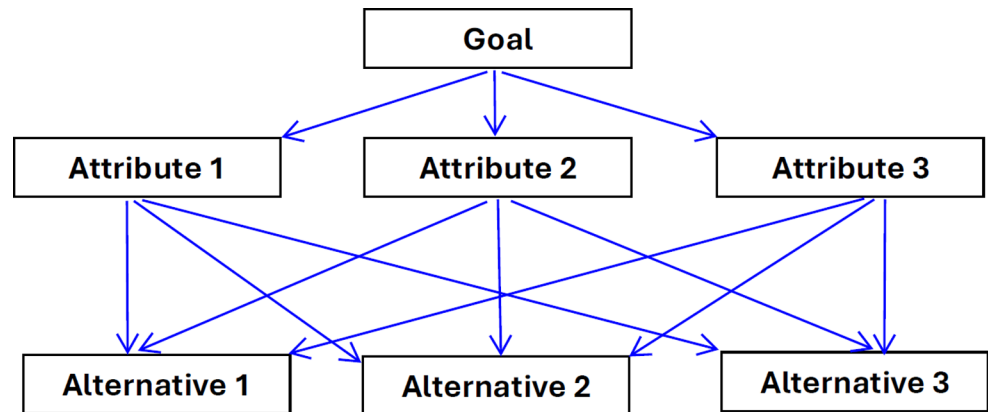 Goal
Attribute 1
Attribute 2
Attribute 3
Alternative 1
Alternative 2
Alternative 3